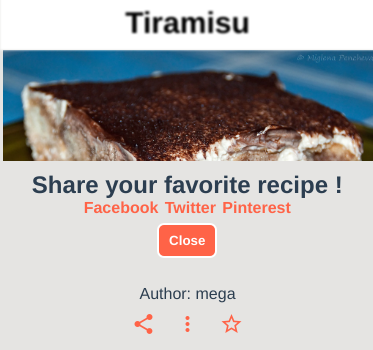 Tiramisu
Share your favorite recipe !
Facebook Twitter Pinterest
Close
Author: mega